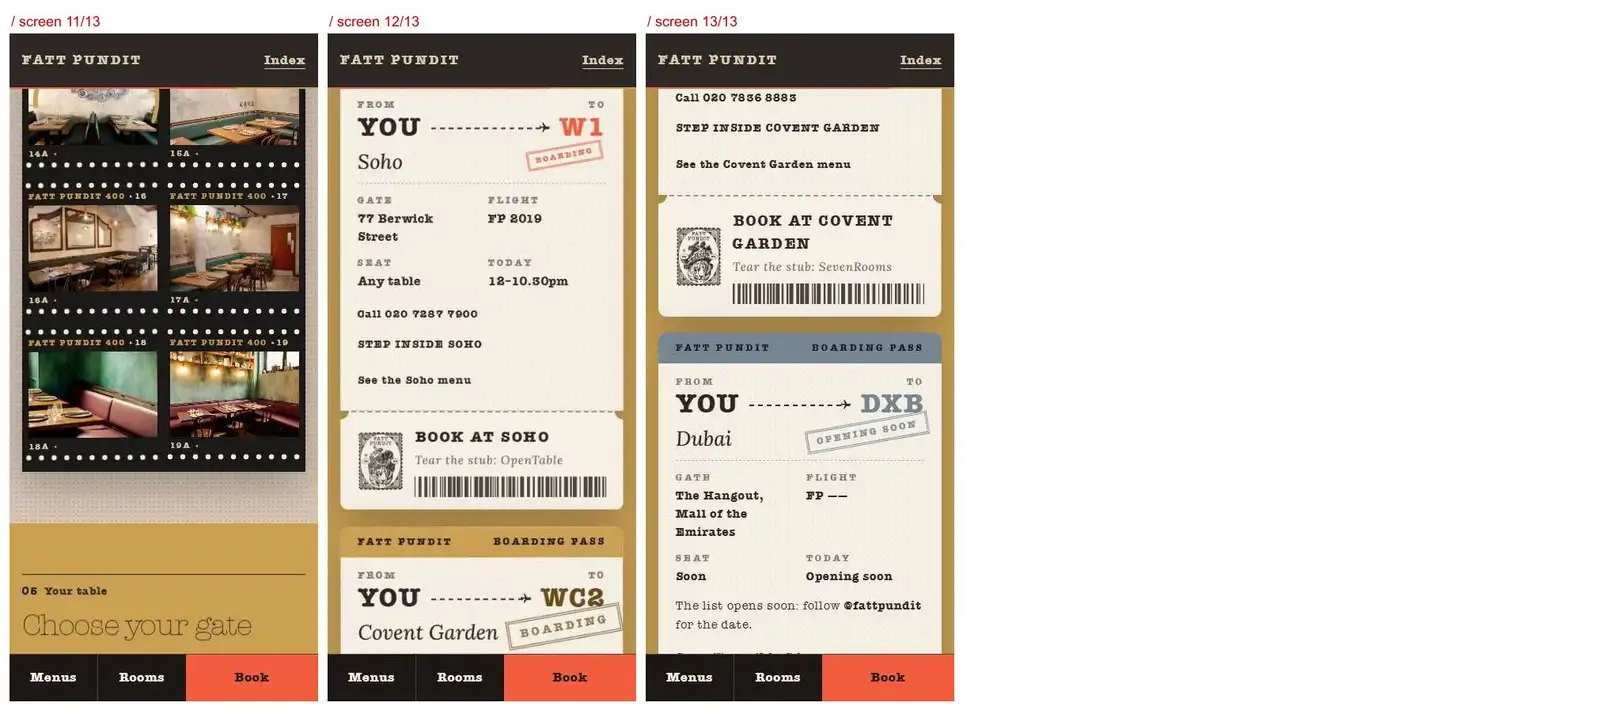 / screen 11/13
FATT PUNDIT
Index
14A
15A
FATT PUNDIT 400 • 16
FATT PUNDIT 400 • 17
16A
17A
FATT PUNDIT 400 • 18
FATT PUNDIT 400 • 19
18A
19A
05 Your table
Choose your gate
Menus
Rooms
Book
/ screen 12/13
FATT PUNDIT
Index
FROM
TO
YOU
W1
Soho
BOARDING
GATE
FLIGHT
77 Berwick
Street
FP 2019
SEAT
TODAY
Any table
12-10.30pm
Call 020 7287 7900
STEP INSIDE SOHO
See the Soho menu
FATT
PUNDIT
BOOK AT SOHO
Tear the stub: OpenTable
FATT PUNDIT
BOARDING PASS
FROM
TO
YOU
WC2
Covent Garden
BOARDING
Menus
Rooms
Book
/ screen 13/13
FATT PUNDIT
Index
Call 020 7836 8883
STEP INSIDE COVENT GARDEN
See the Covent Garden menu
FATT
PUNDIT
BOOK AT COVENT
GARDEN
Tear the stub: SevenRooms
FATT PUNDIT
BOARDING PASS
FROM
TO
YOU
DXB
Dubai
OPENING SOON
GATE
FLIGHT
The Hangout,
Mall of the
Emirates
FP ——
SEAT
TODAY
Soon
Opening soon
The list opens soon: follow @fattpundit
for the date.
Menus
Rooms
Book